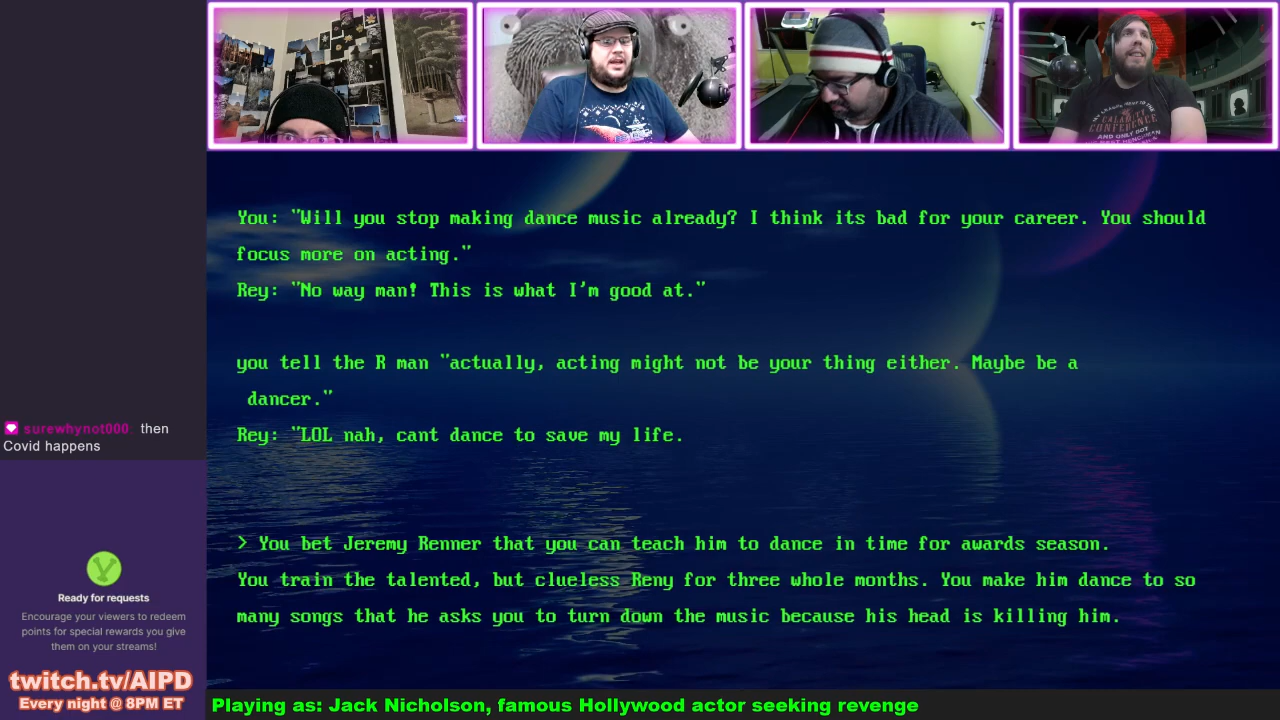 You: "Will you stop making dance music already? I think its bad for your career. You should
focus more on acting."
Rey: "No way man! This is what I'm good at."
you tell the R man "actually, acting might not be your thing either. Maybe be a
dancer."
Rey: "LOL nah, cant dance to save my life.
> You bet Jeremy Renner that you can teach him to dance in time for awards season.
You train the talented, but clueless Reny for three whole months. You make him dance to so
many songs that he asks you to turn down the music because his head is killing him.
surewhynot000: then
Covid happens
Ready for requests
Encourage your viewers to redeem
points for special rewards you give
them on your streams!
twitch.tv/AIPD
Every night @ 8PM ET
Playing as: Jack Nicholson, famous Hollywood actor seeking revenge